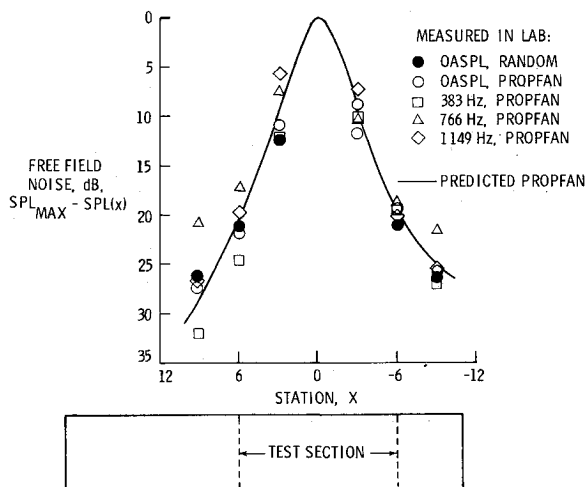 MEASURED IN LAB:
OASPL, RANDOM
OASPL, PROPFAN
383 Hz, PROPFAN
766 Hz, PROPFAN
1149 Hz, PROPFAN
PREDICTED PROPFAN
FREE FIELD
NOISE, dB,
SPL_MAX - SPL(x)
0
5
10
15
20
25
30
35
12 6 0 -6 -12
STATION, X
TEST SECTION